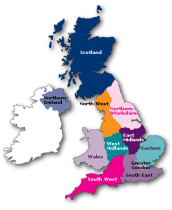 Scotland
Northern
Ireland
North West
Northern
&Yorkshire
East
Midlands
West
Midlands
Eastern
Wales
Greater
London
South West
South East